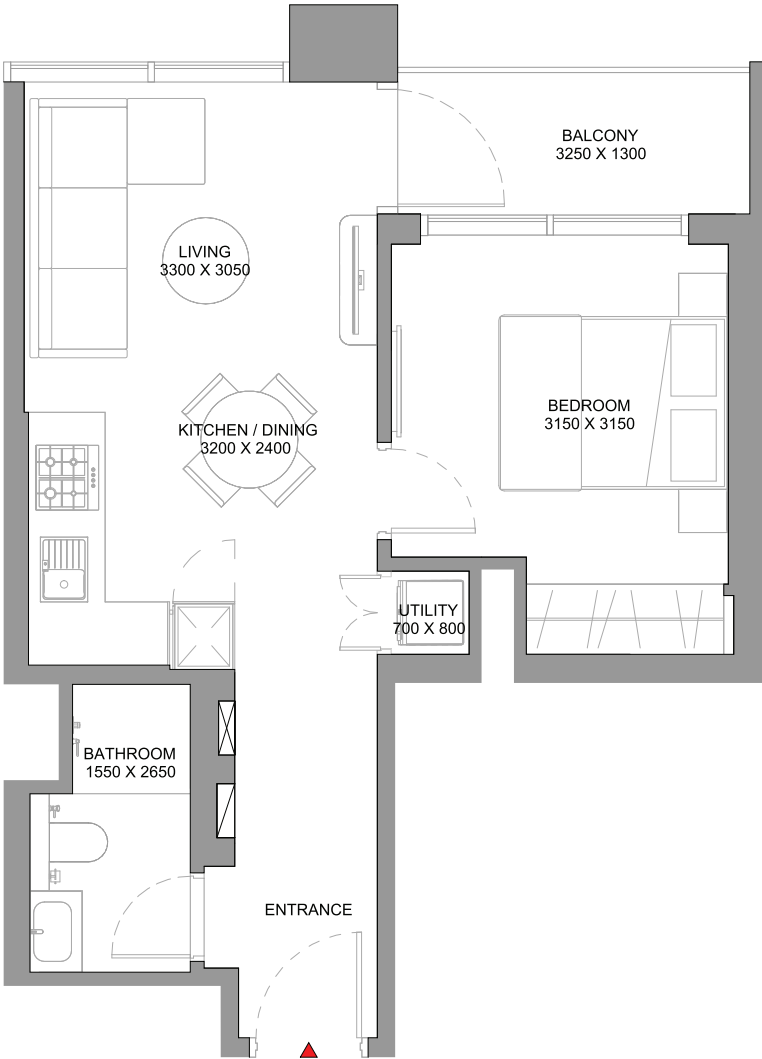 BALCONY
3250 X 1300
LIVING
3300 X 3050
BEDROOM
3150 X 3150
KITCHEN / DINING
3200 X 2400
UTILITY
700 X 800
BATHROOM
1550 X 2650
ENTRANCE